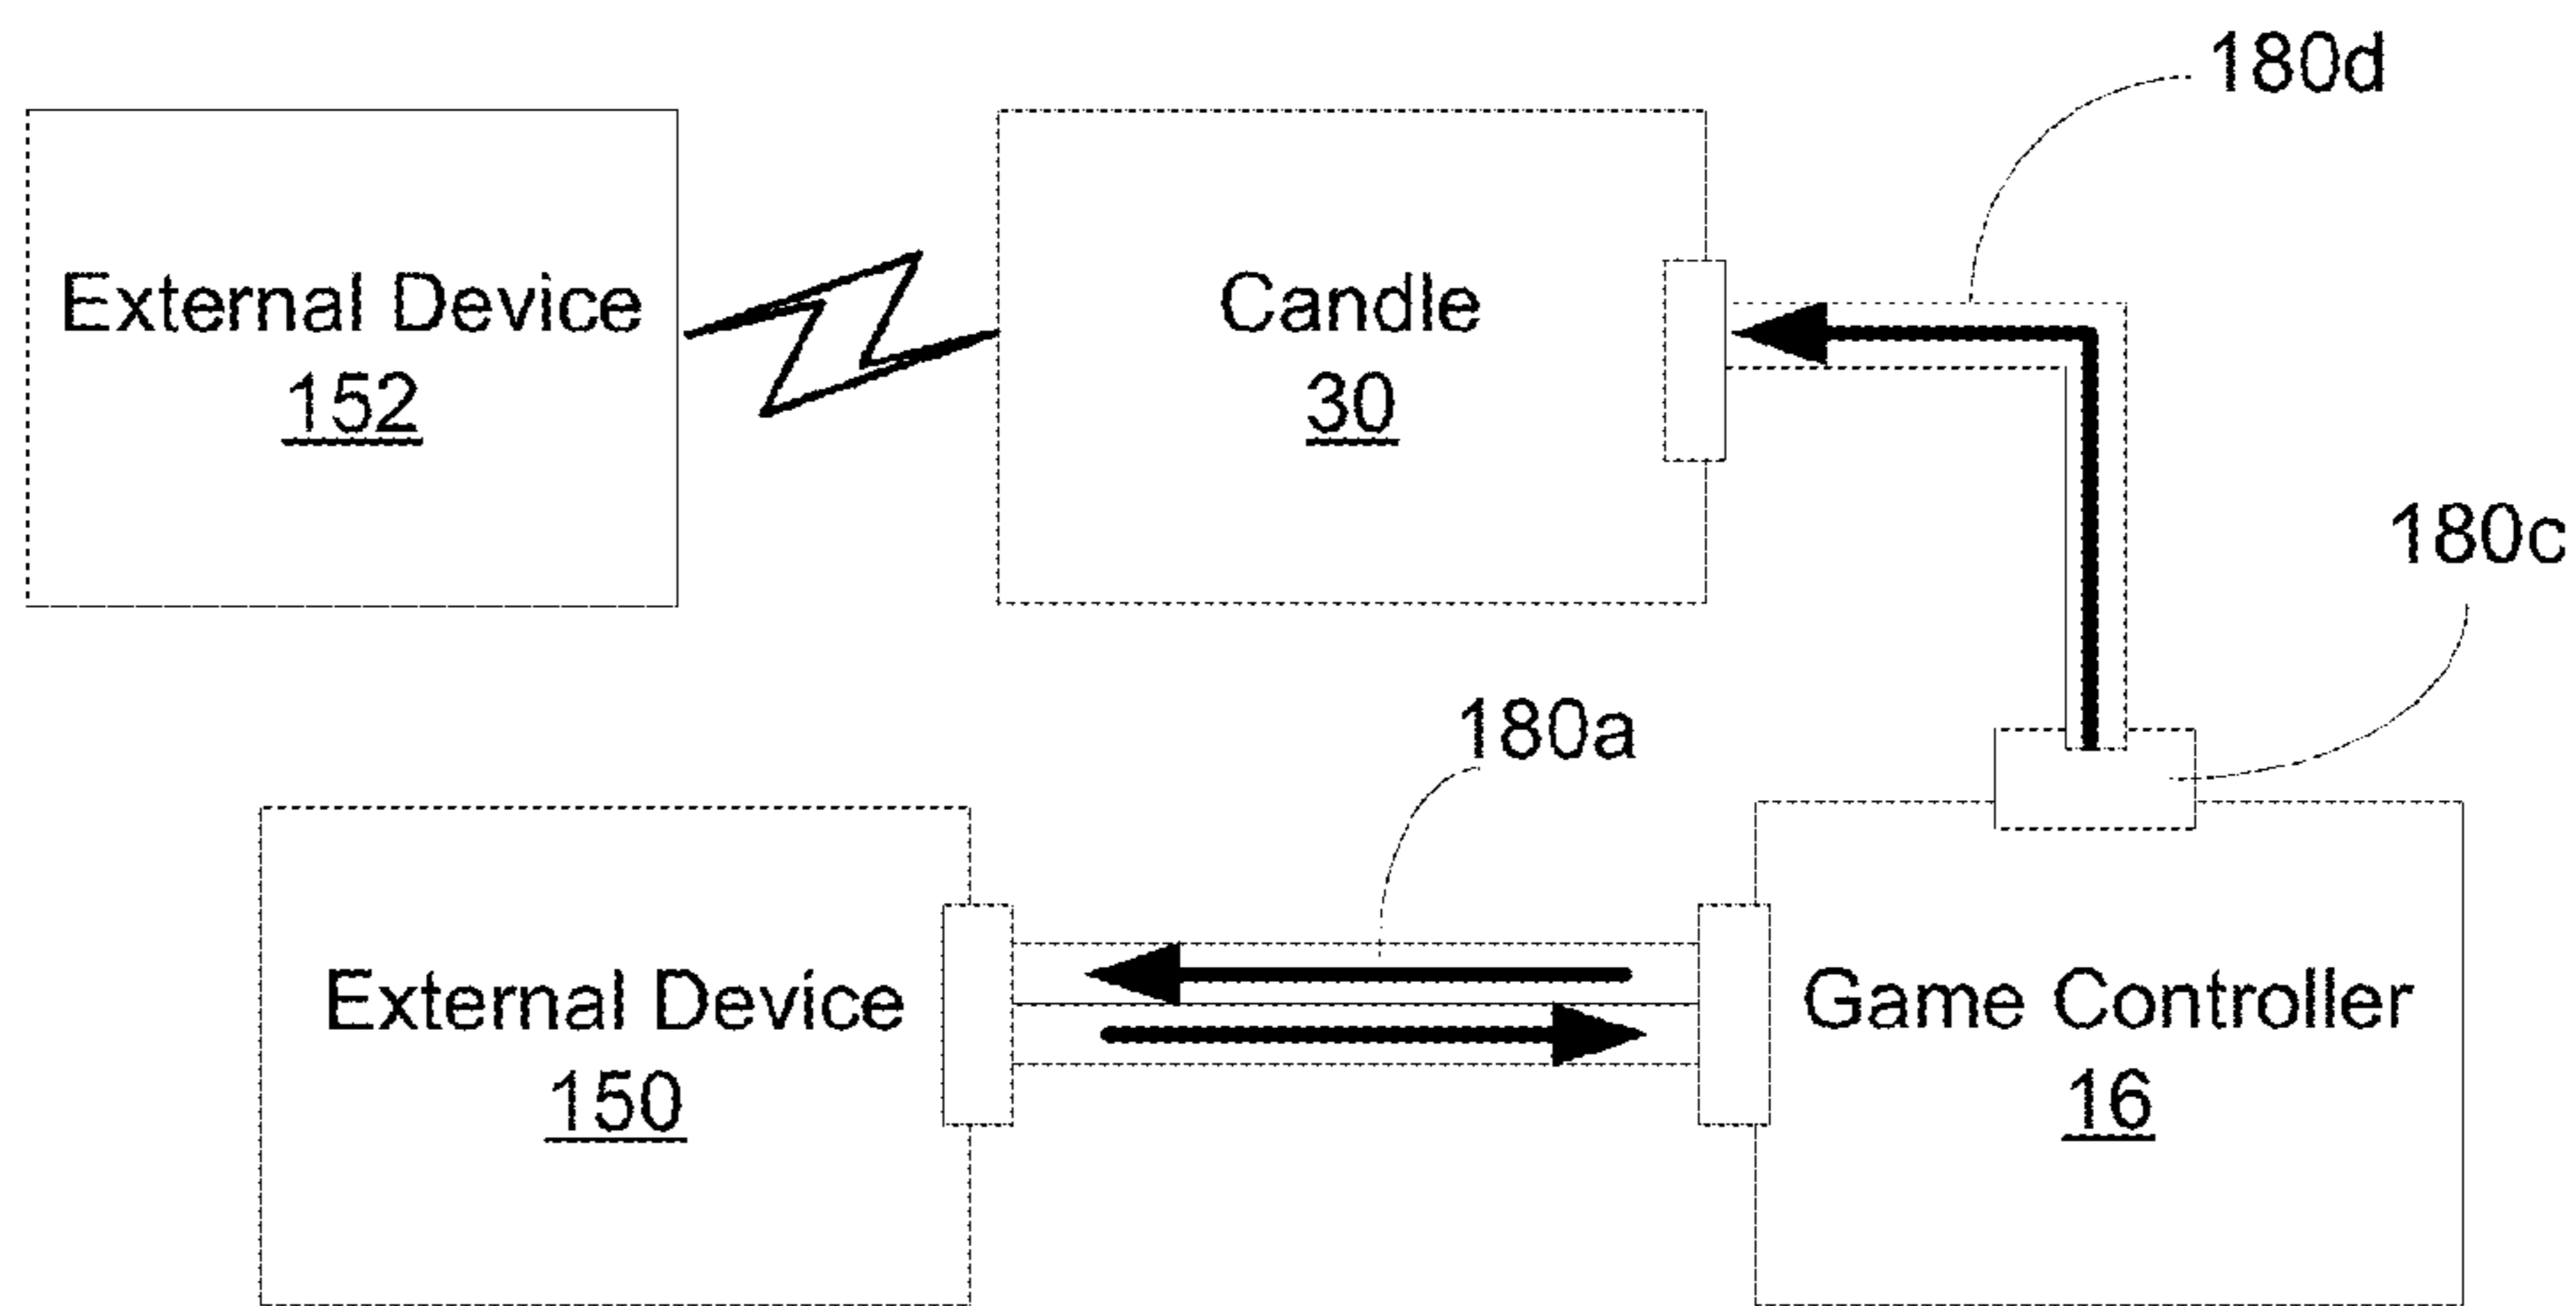 180d
External Device
152
Candle
30
180c
180a
External Device
150
Game Controller
16